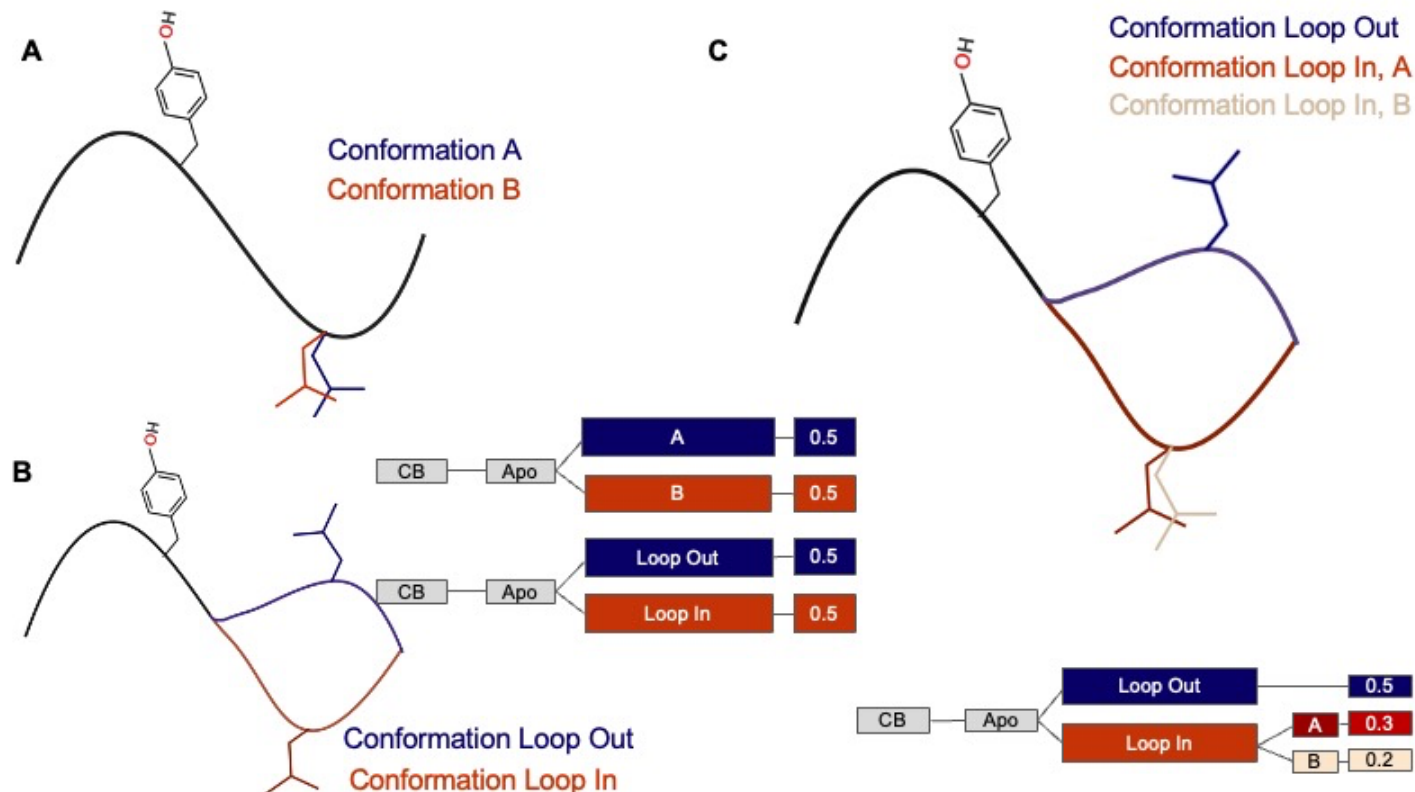 A
OH
Conformation A
Conformation B
B
OH
CB
Apo
A
0.5
B
0.5
CB
Apo
Loop Out
0.5
Loop In
0.5
Conformation Loop Out
Conformation Loop In
C
OH
Conformation Loop Out
Conformation Loop In, A
Conformation Loop In, B
CB
Apo
Loop Out
0.5
Loop In
A
0.3
B
0.2